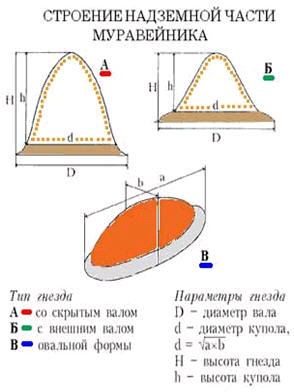 СТРОЕНИЕ НАДЗЕМНОЙ ЧАСТИ
МУРАВЕЙНИКА
А
H
h
d
D
Б
H
h
d
D
b
a
В
Тип гнезда
А со скрытым валом
Б с внешним валом
В овальной формы
Параметры гнезда
D – диаметр вала
d – диаметр купола,
d = √a×b
H – высота гнезда
h – высота купола